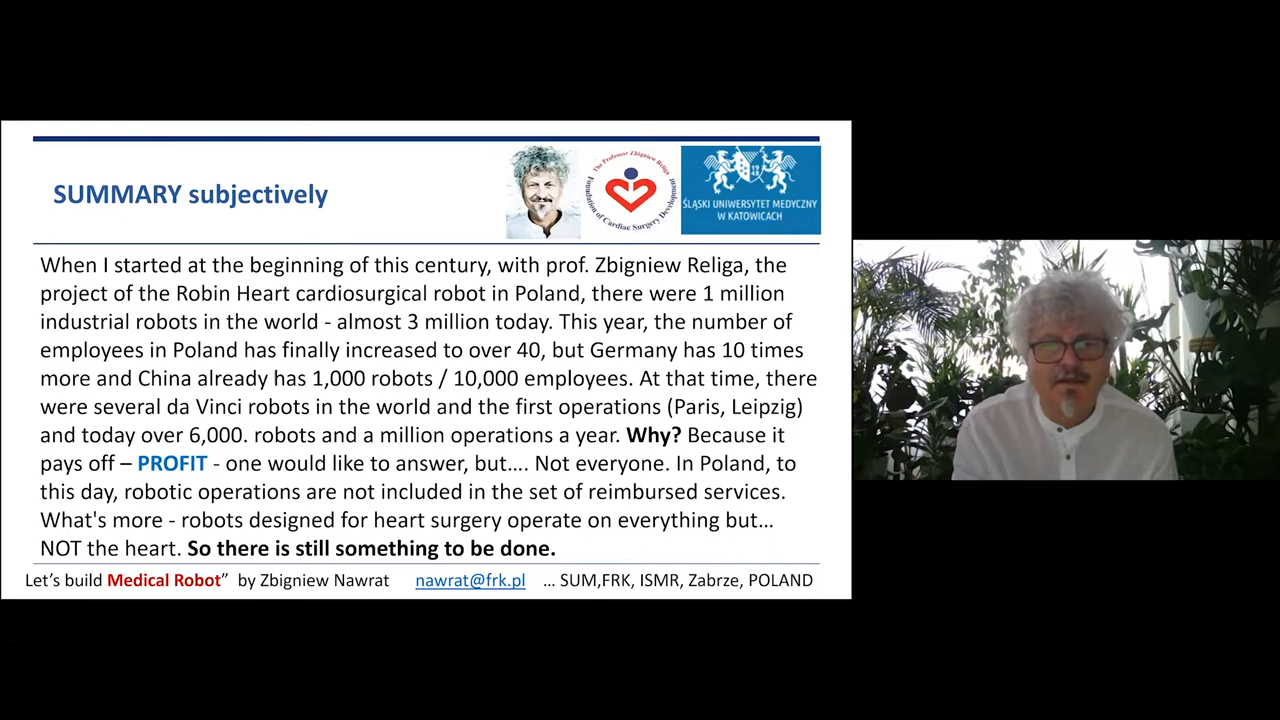 SUMMARY subjectively
The Professor Zbigniew Religa
Foundation of Cardiac Surgery Development
1948
ŚLĄSKI UNIWERSYTET MEDYCZNY
W KATOWICACH
When I started at the beginning of this century, with prof. Zbigniew Religa, the
project of the Robin Heart cardiosurgical robot in Poland, there were 1 million
industrial robots in the world - almost 3 million today. This year, the number of
employees in Poland has finally increased to over 40, but Germany has 10 times
more and China already has 1,000 robots / 10,000 employees. At that time, there
were several da Vinci robots in the world and the first operations (Paris, Leipzig)
and today over 6,000. robots and a million operations a year. Why? Because it
pays off – PROFIT - one would like to answer, but…. Not everyone. In Poland, to
this day, robotic operations are not included in the set of reimbursed services.
What's more - robots designed for heart surgery operate on everything but…
NOT the heart. So there is still something to be done.
Let’s build Medical Robot” by Zbigniew Nawrat nawrat@frk.pl … SUM,FRK, ISMR, Zabrze, POLAND